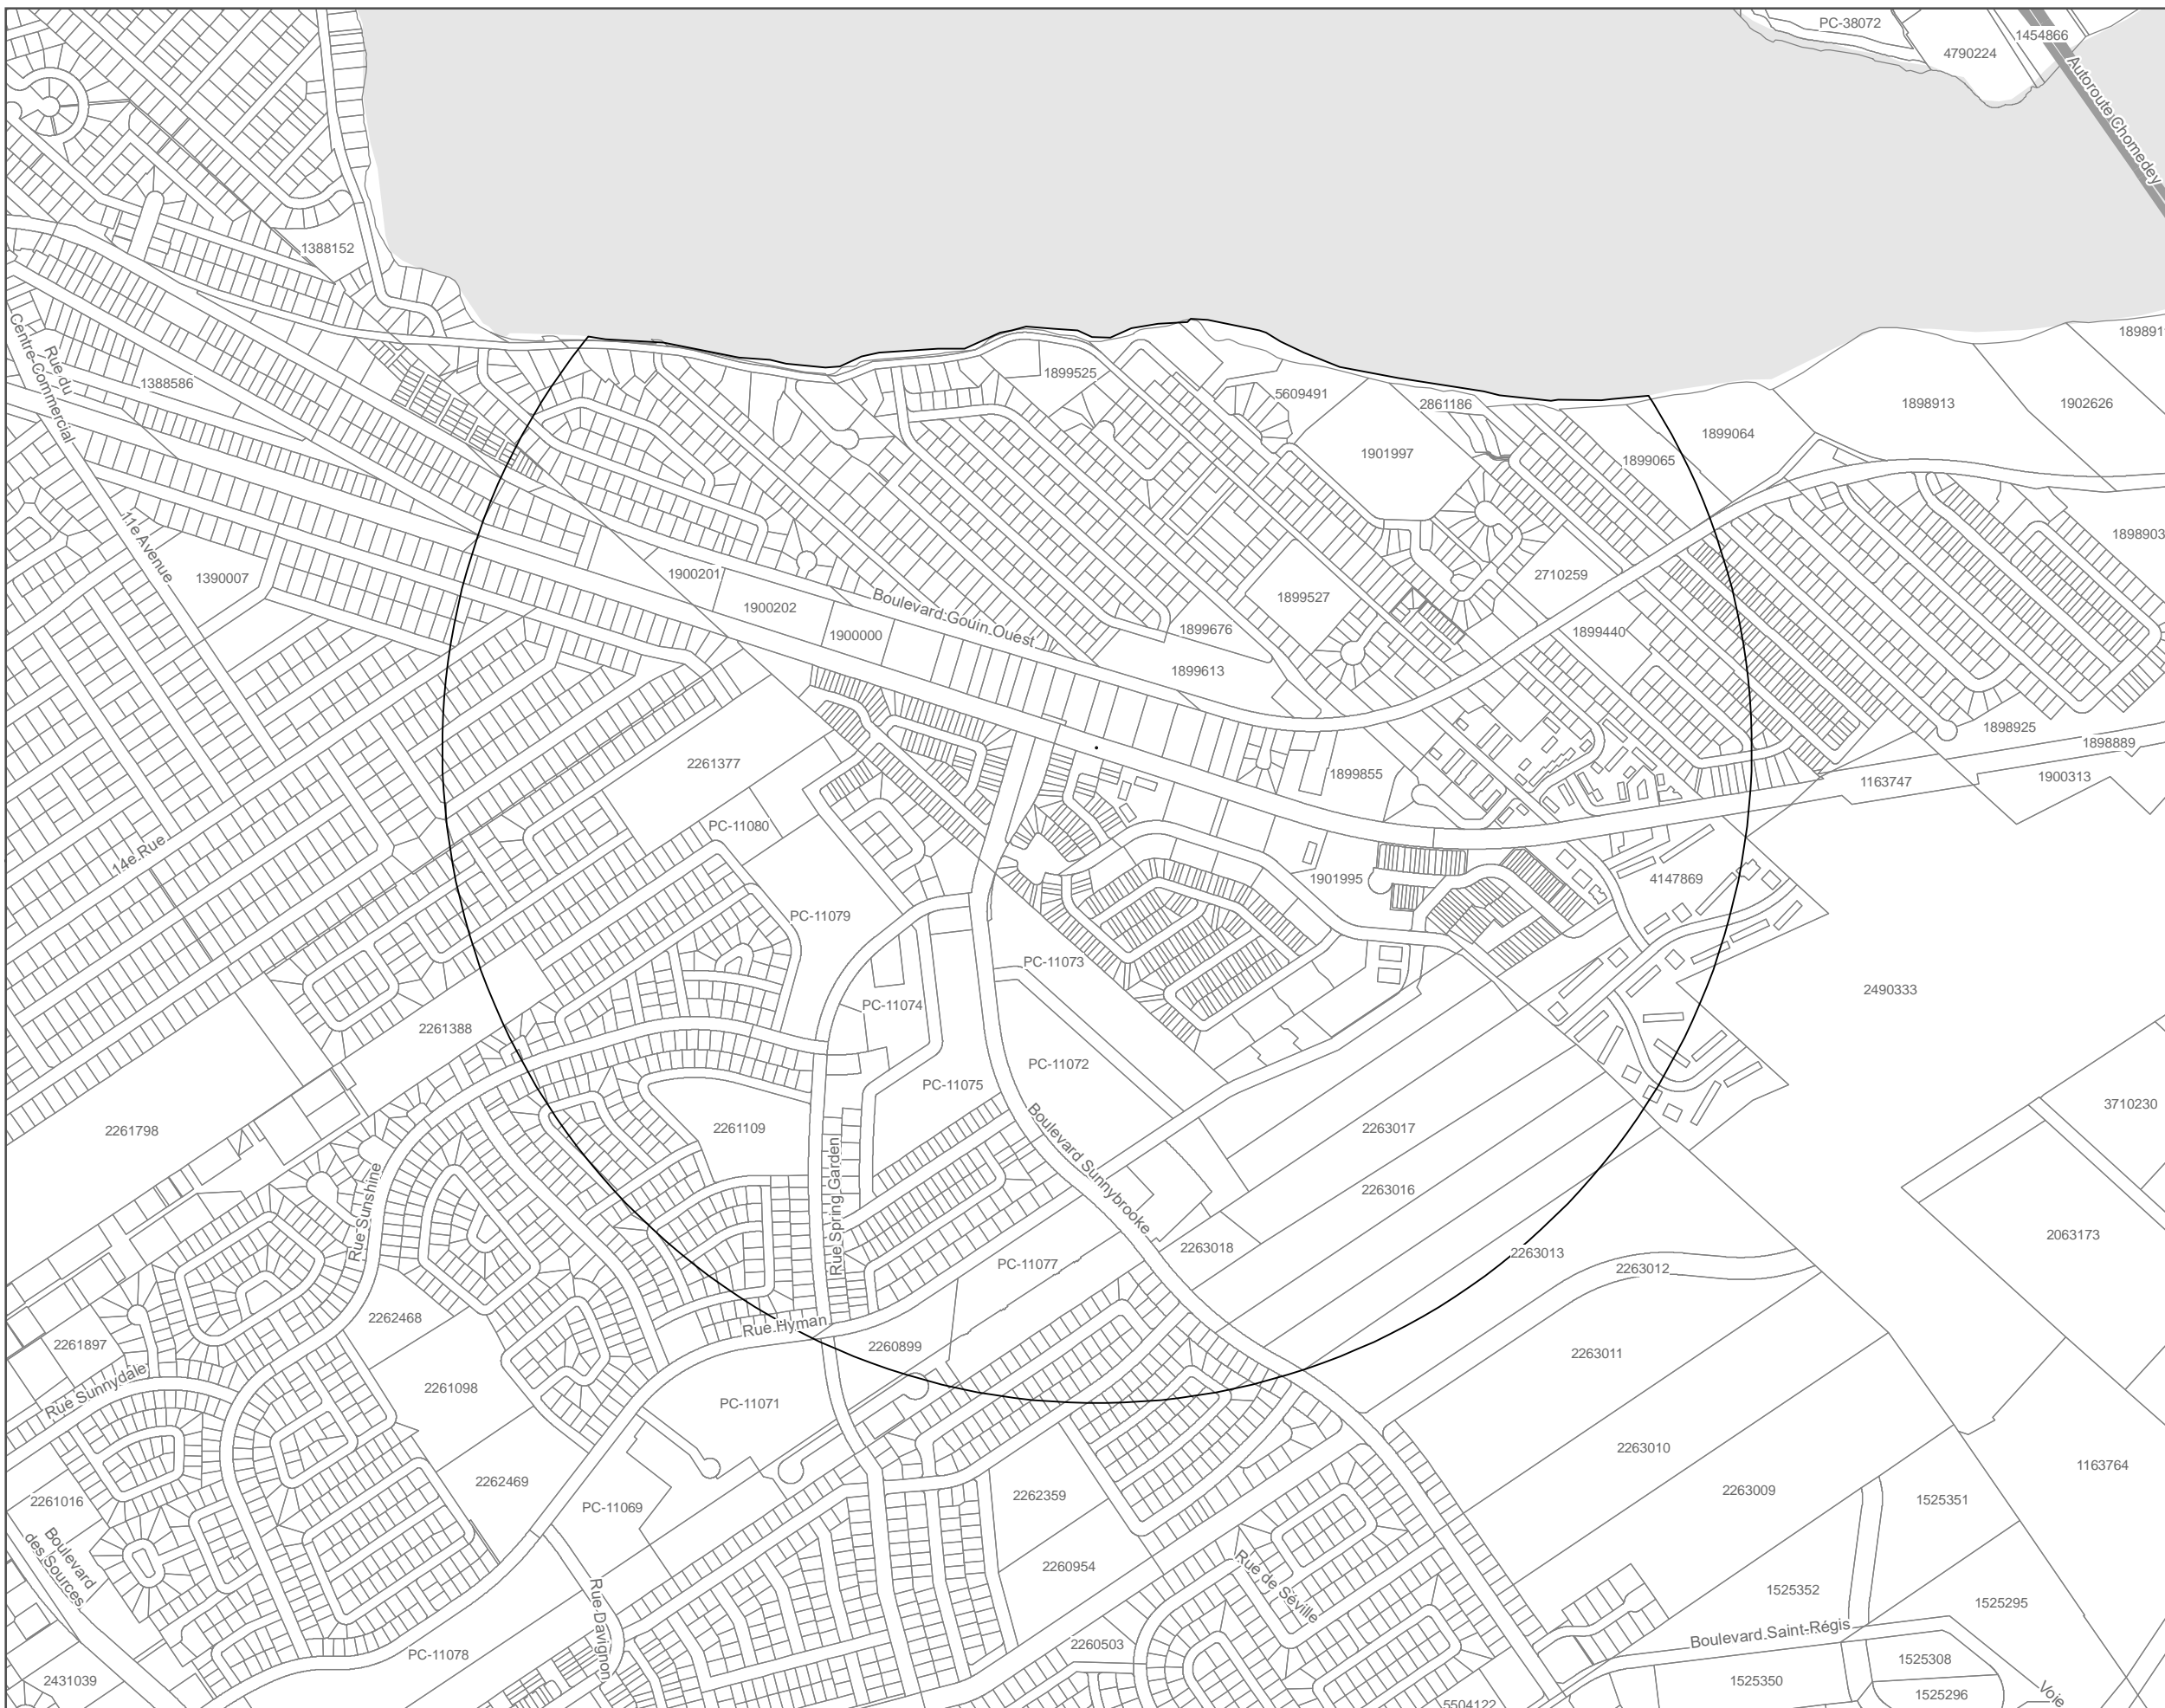 PC-38072
1454866
4790224
Autoroute Chomedey
1388152
1898919
Rue du
Centre-Commercial
1388586
1899525
5609491
2861186
1898913
1902626
1899064
1901997
1899065
11e Avenue
1898903
1390007
1900201
2710259
1900202
Boulevard Gouin Ouest
1899527
1900000
1899676
1899440
1899613
1898925
1898889
2261377
1899855
1163747
1900313
PC-11080
14e Rue
1901995
4147869
PC-11079
PC-11073
2490333
PC-11074
2261388
PC-11072
PC-11075
3710230
2261798
2261109
Boulevard Sunnybrooke
2263017
Rue Sunshine
Rue Spring Garden
2263016
2063173
2263018
2263013
PC-11077
2263012
2262468
Rue Hyman
2261897
2260899
2263011
Rue Sunnydale
2261098
PC-11071
2263010
1163764
2262469
2261016
PC-11069
2262359
2263009
1525351
Boulevard
des Sources
2260954
Rue de Séville
Rue Davignon
1525352
1525295
Boulevard Saint-Régis
2260503
PC-11078
1525308
2431039
1525350
1525296
Voie
5504122